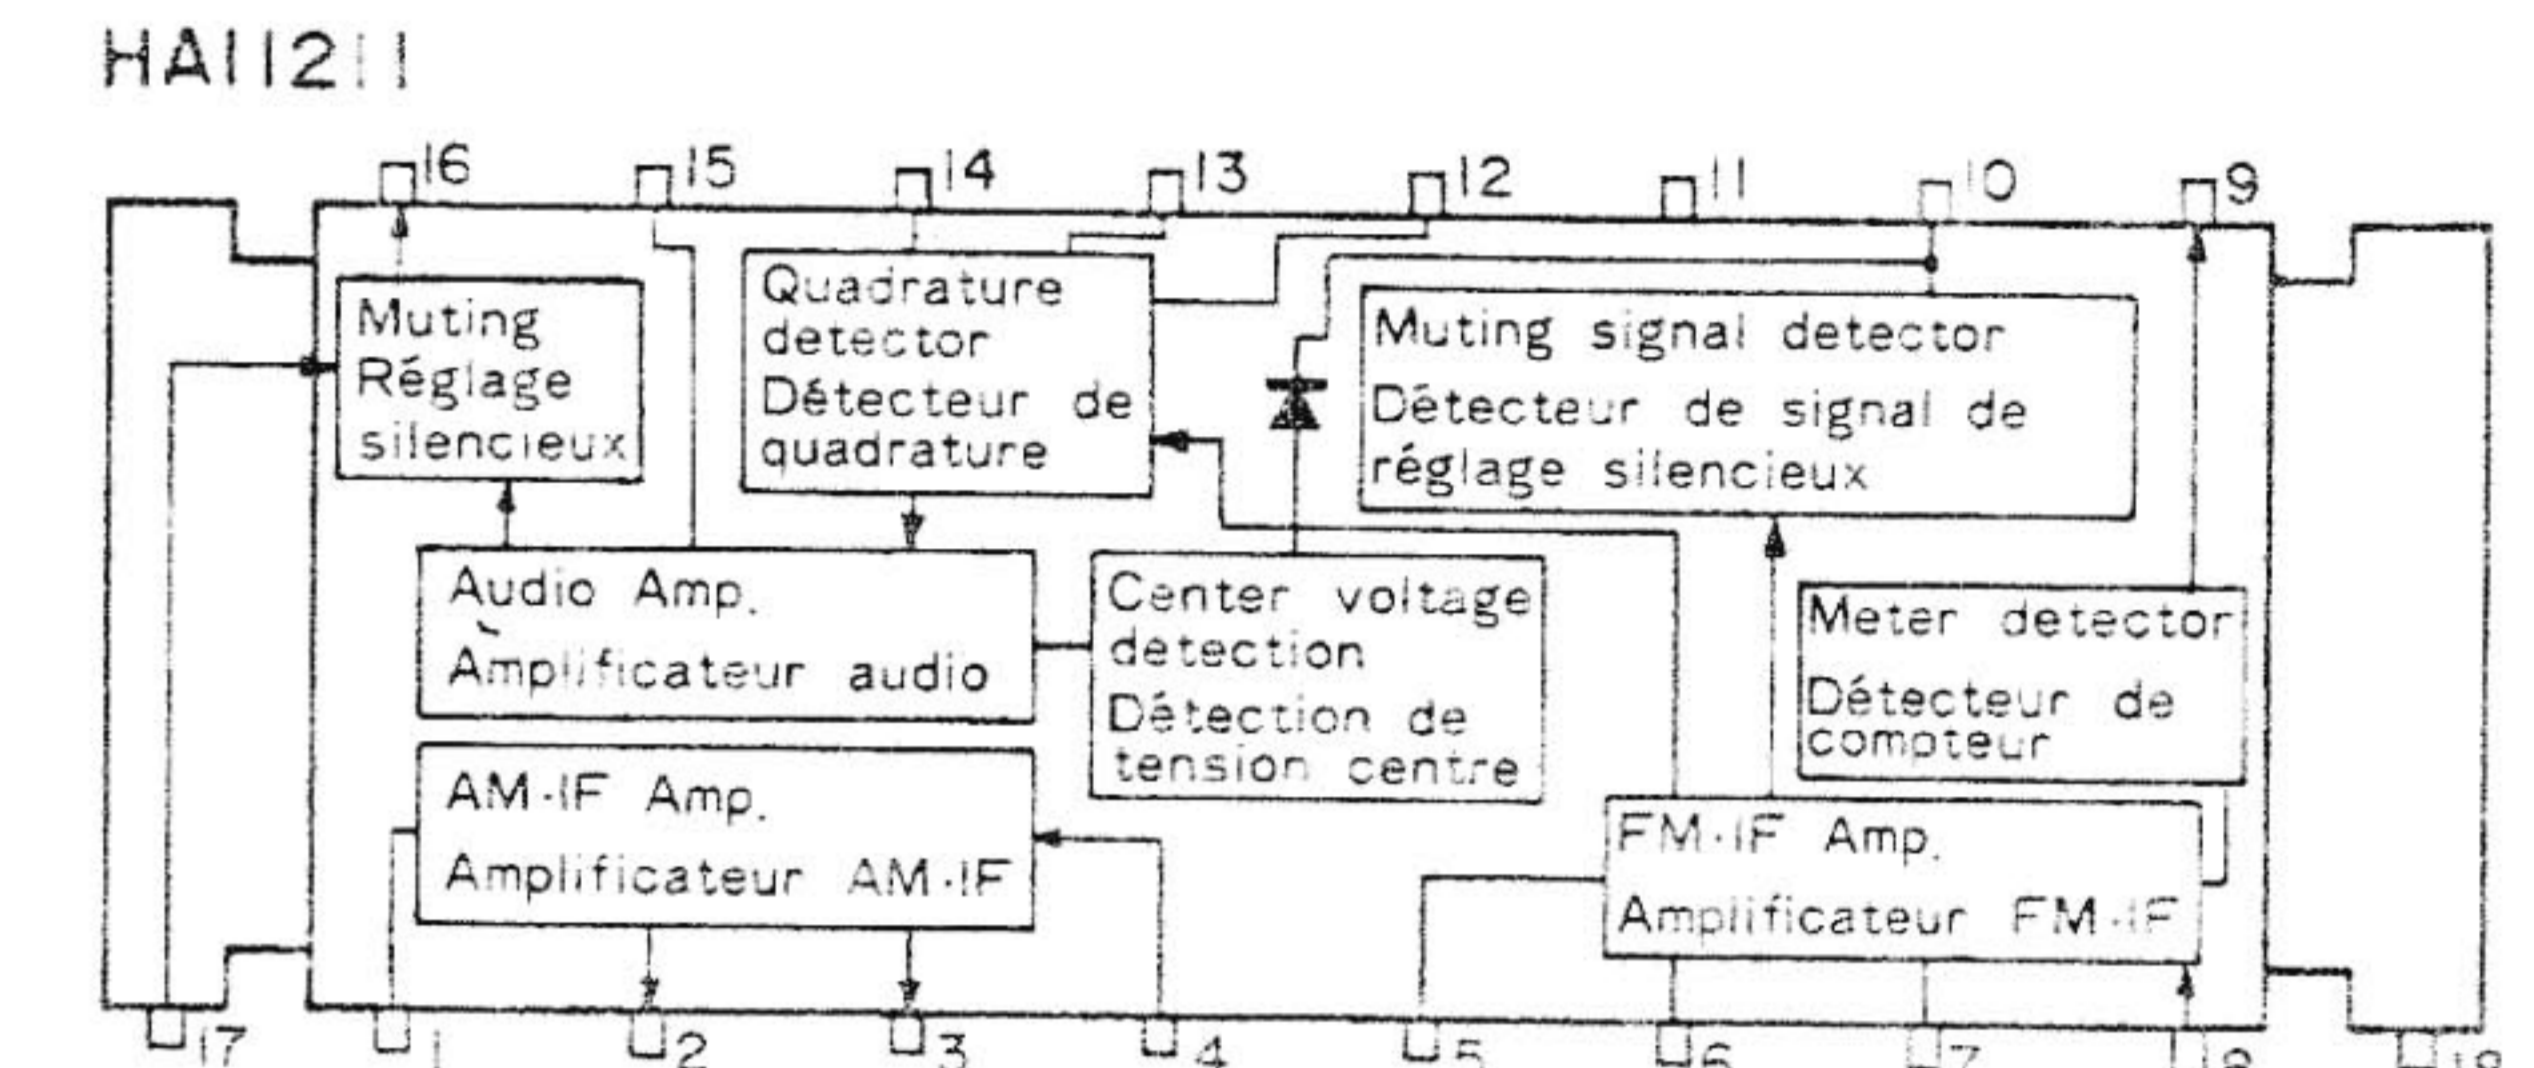 HA11211
16 15 14 13 12 11 10 9
Muting
Réglage
silencieux
Quadrature
detector
Détecteur de
quadrature
Muting signal detector
Détecteur de signal de
réglage silencieux
Audio Amp.
Amplificateur audio
Center voltage
detection
Détection de
tension centre
Meter detector
Détecteur de
compteur
AM-IF Amp.
Amplificateur AM-IF
FM-IF Amp.
Amplificateur FM-IF
17 1 2 3 4 5 6 7 8 18